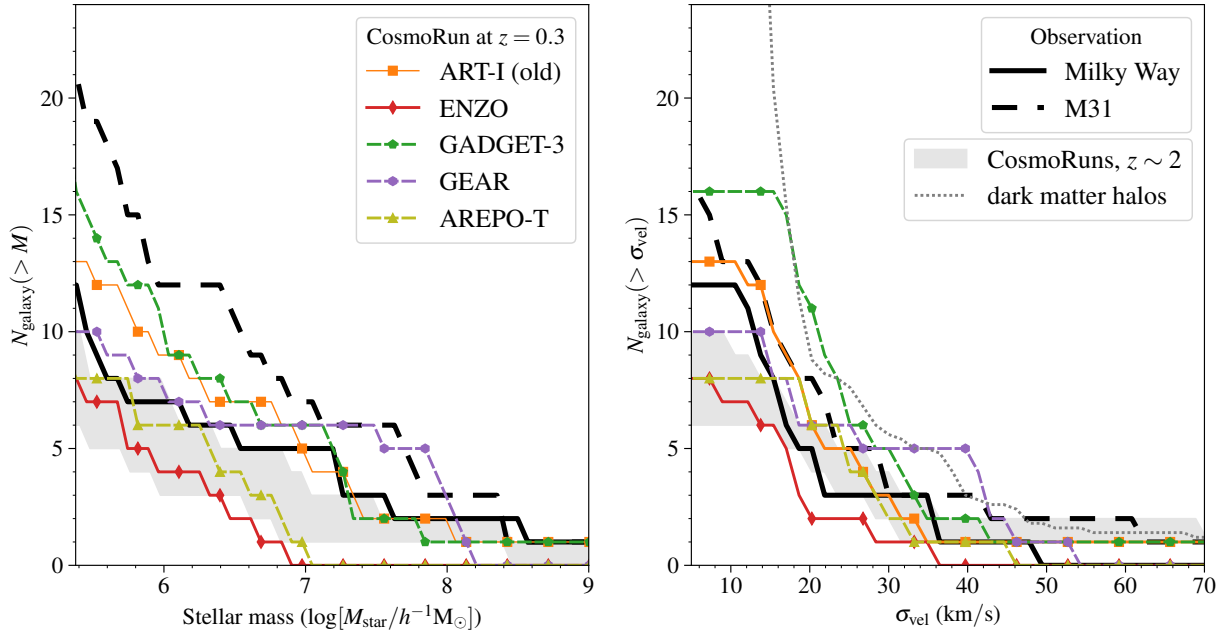 CosmoRun at z = 0.3
ART-I (old)
ENZO
GADGET-3
GEAR
AREPO-T
N_galaxy(> M)
20
15
10
5
0
6
7
8
9
Stellar mass (log[M_star/h⁻¹M_⊙])
Observation
Milky Way
M31
CosmoRuns, z ~ 2
dark matter halos
N_galaxy(> σ_vel)
20
15
10
5
0
10
20
30
40
50
60
70
σ_vel (km/s)